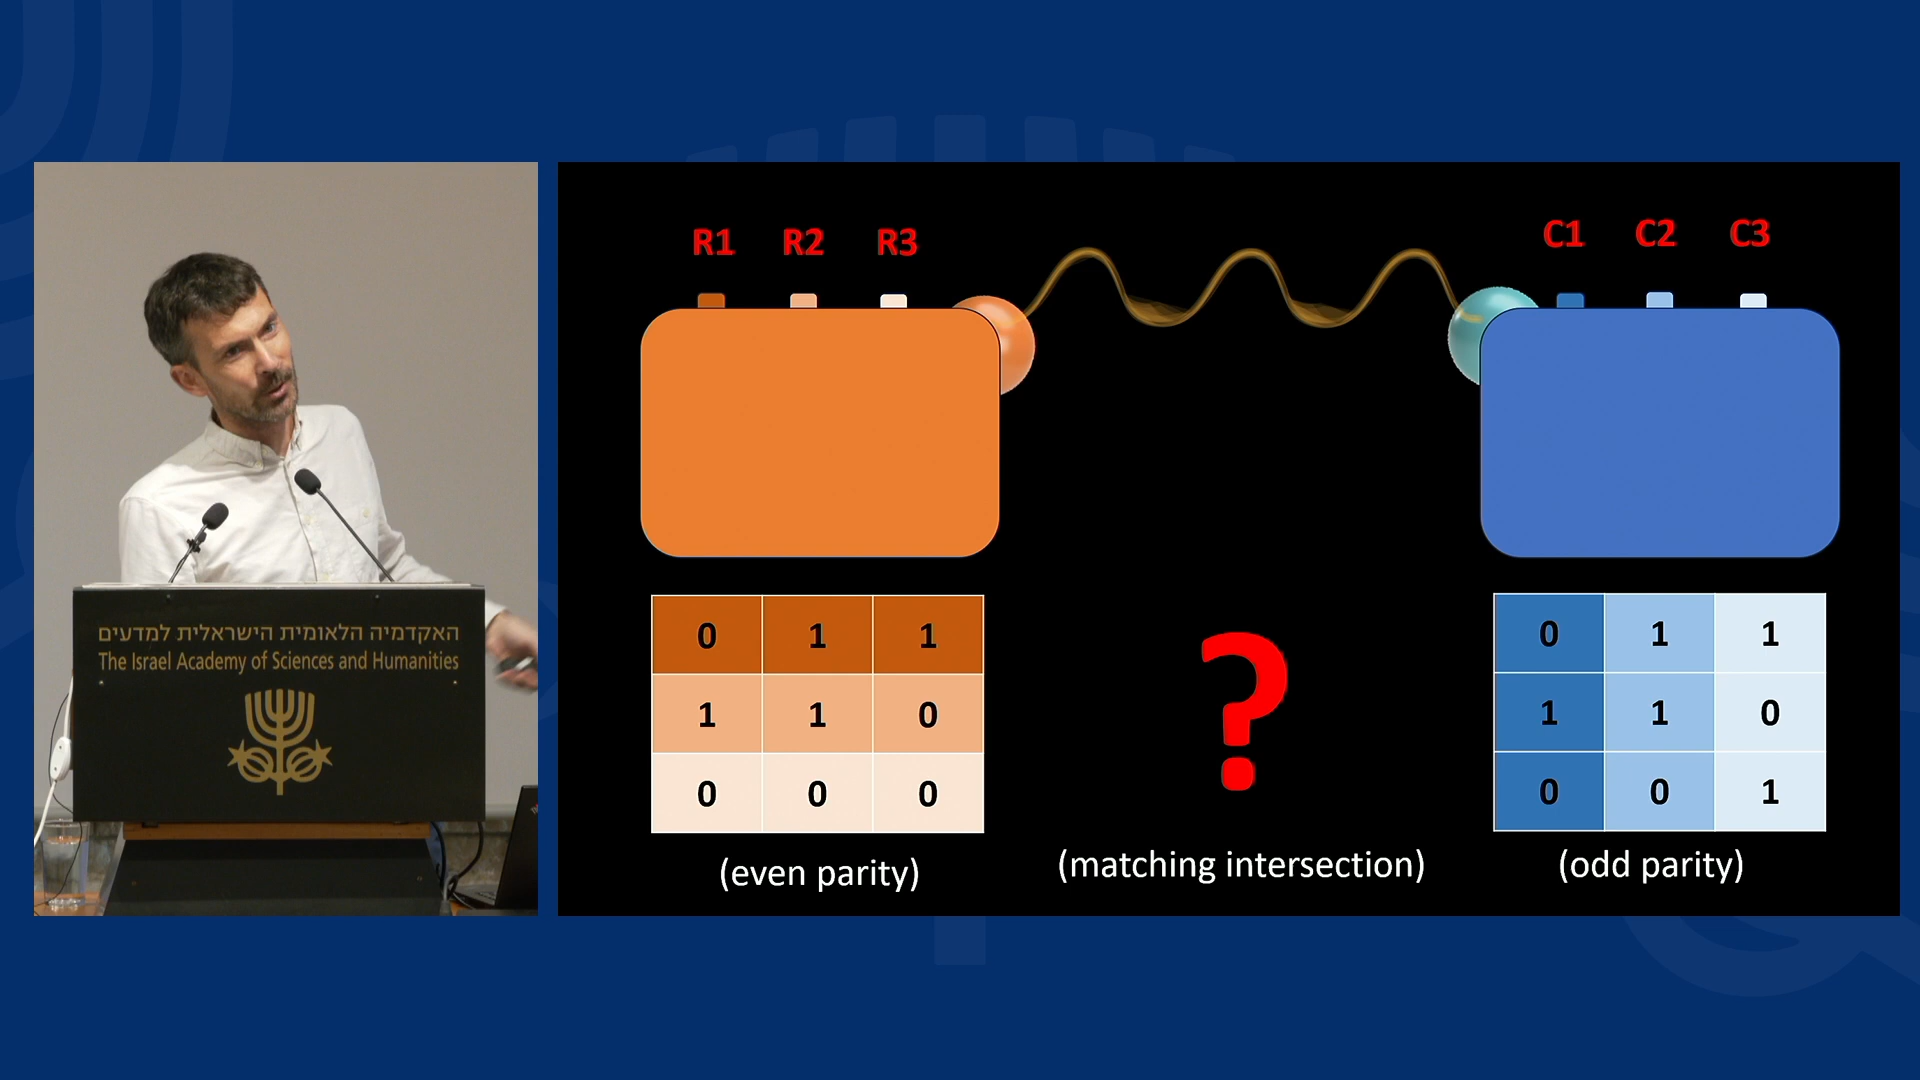 האקדמיה הלאומית הישראלית למדעים
The Israel Academy of Sciences and Humanities
R1 R2 R3
C1 C2 C3
0 1 1
1 1 0
0 0 0
(even parity)
?
(matching intersection)
0 1 1
1 1 0
0 0 1
(odd parity)